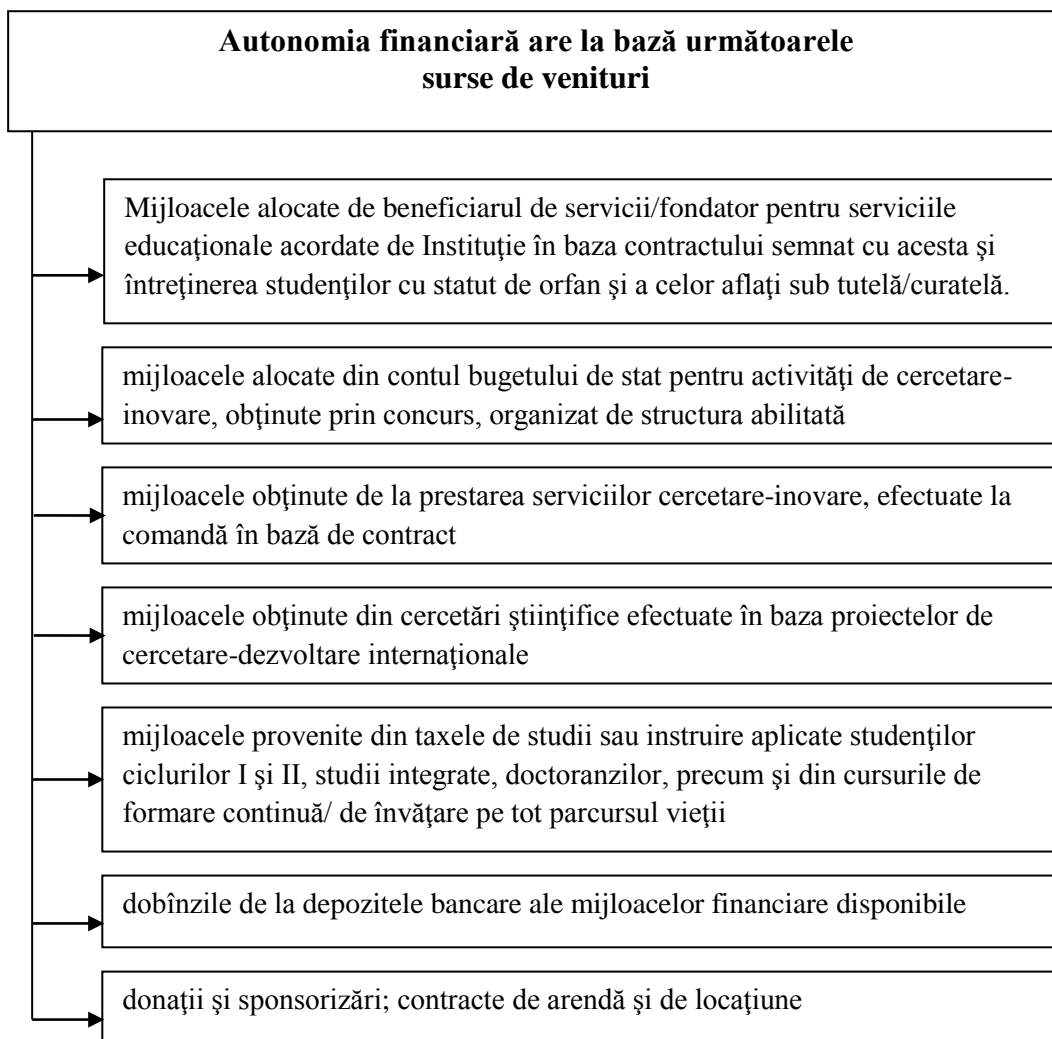 Autonomia financiară are la bază următoarele
surse de venituri
Mijloacele alocate de beneficiarul de servicii/fondator pentru serviciile
educaţionale acordate de Instituţie în baza contractului semnat cu acesta şi
întreţinerea studenţilor cu statut de orfan şi a celor aflaţi sub tutelă/curatelă.
mijloacele alocate din contul bugetului de stat pentru activităţi de cercetare-
inovare, obţinute prin concurs, organizat de structura abilitată
mijloacele obţinute de la prestarea serviciilor cercetare-inovare, efectuate la
comandă în bază de contract
mijloacele obţinute din cercetări ştiinţifice efectuate în baza proiectelor de
cercetare-dezvoltare internaţionale
mijloacele provenite din taxele de studii sau instruire aplicate studenţilor
ciclurilor I şi II, studii integrate, doctoranzilor, precum şi din cursurile de
formare continuă/ de învăţare pe tot parcursul vieţii
dobînzile de la depozitele bancare ale mijloacelor financiare disponibile
donaţii şi sponsorizări; contracte de arendă şi de locaţiune